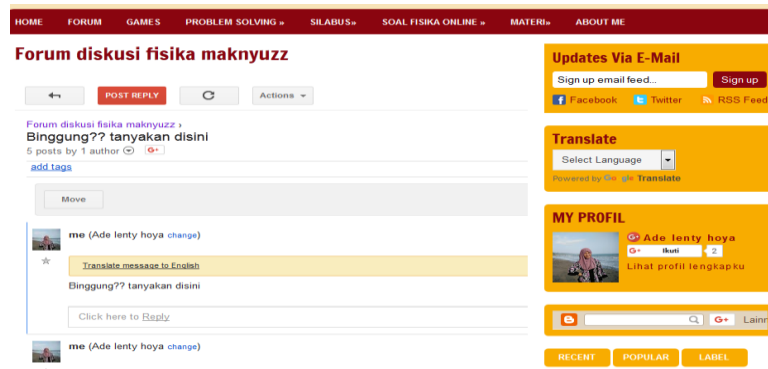 HOME FORUM GAMES PROBLEM SOLVING » SILABUS» SOAL FISIKA ONLINE » MATERI» ABOUT ME
Forum diskusi fisika maknyuzz
POST REPLY Actions
Forum diskusi fisika maknyuzz ›
Binggung?? tanyakan disini
5 posts by 1 author G+
add tags
Move
me (Ade lenty hoya change)
Translate message to English
Binggung?? tanyakan disini
Click here to Reply
me (Ade lenty hoya change)
Updates Via E-Mail
Sign up email feed... Sign up
Facebook Twitter RSS Feed
Translate
Select Language
Powered by Google Translate
MY PROFIL
G+ Ade lenty hoya
G+ Ikuti 2
Lihat profil lengkapku
G+ Lainn
RECENT POPULAR LABEL